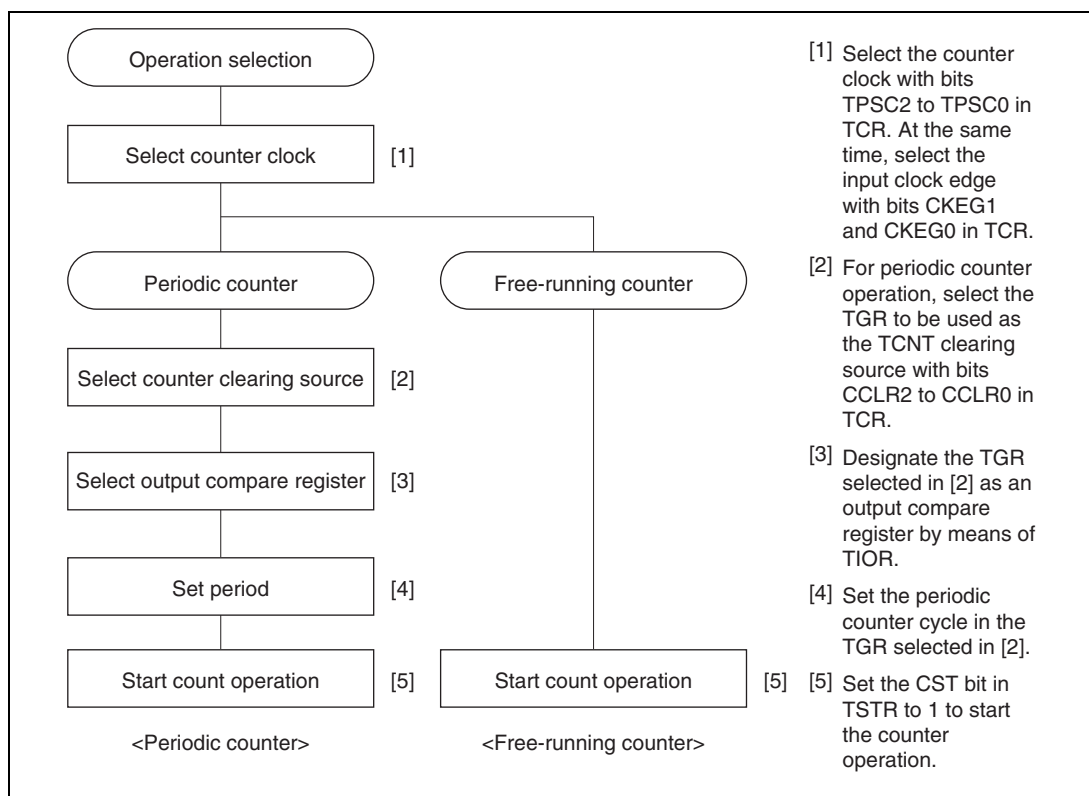 Operation selection
Select counter clock [1]
Periodic counter
Free-running counter
Select counter clearing source [2]
Select output compare register [3]
Set period [4]
Start count operation [5]
Start count operation [5]
<Periodic counter>
<Free-running counter>
[1] Select the counter
clock with bits
TPSC2 to TPSC0 in
TCR. At the same
time, select the
input clock edge
with bits CKEG1
and CKEG0 in TCR.
[2] For periodic counter
operation, select the
TGR to be used as
the TCNT clearing
source with bits
CCLR2 to CCLR0 in
TCR.
[3] Designate the TGR
selected in [2] as an
output compare
register by means of
TIOR.
[4] Set the periodic
counter cycle in the
TGR selected in [2].
[5] Set the CST bit in
TSTR to 1 to start
the counter
operation.